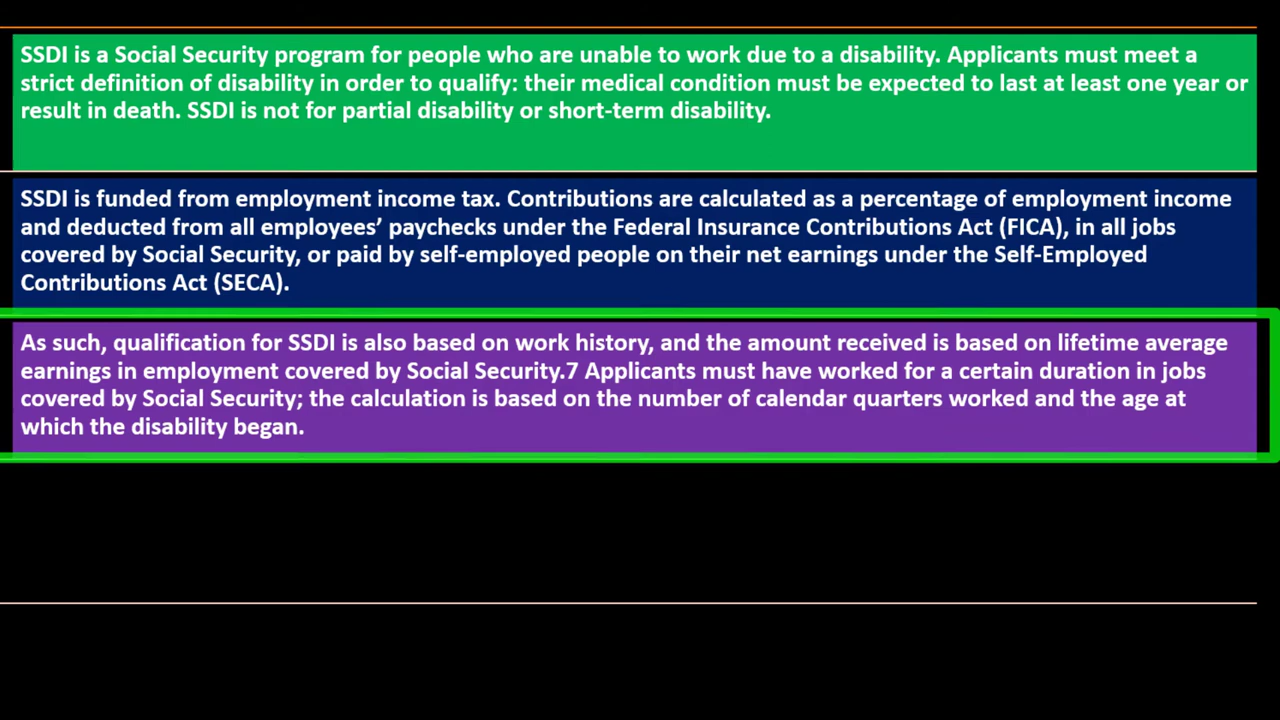 SSDI is a Social Security program for people who are unable to work due to a disability. Applicants must meet a
strict definition of disability in order to qualify: their medical condition must be expected to last at least one year or
result in death. SSDI is not for partial disability or short-term disability.
SSDI is funded from employment income tax. Contributions are calculated as a percentage of employment income
and deducted from all employees’ paychecks under the Federal Insurance Contributions Act (FICA), in all jobs
covered by Social Security, or paid by self-employed people on their net earnings under the Self-Employed
Contributions Act (SECA).
As such, qualification for SSDI is also based on work history, and the amount received is based on lifetime average
earnings in employment covered by Social Security.7 Applicants must have worked for a certain duration in jobs
covered by Social Security; the calculation is based on the number of calendar quarters worked and the age at
which the disability began.